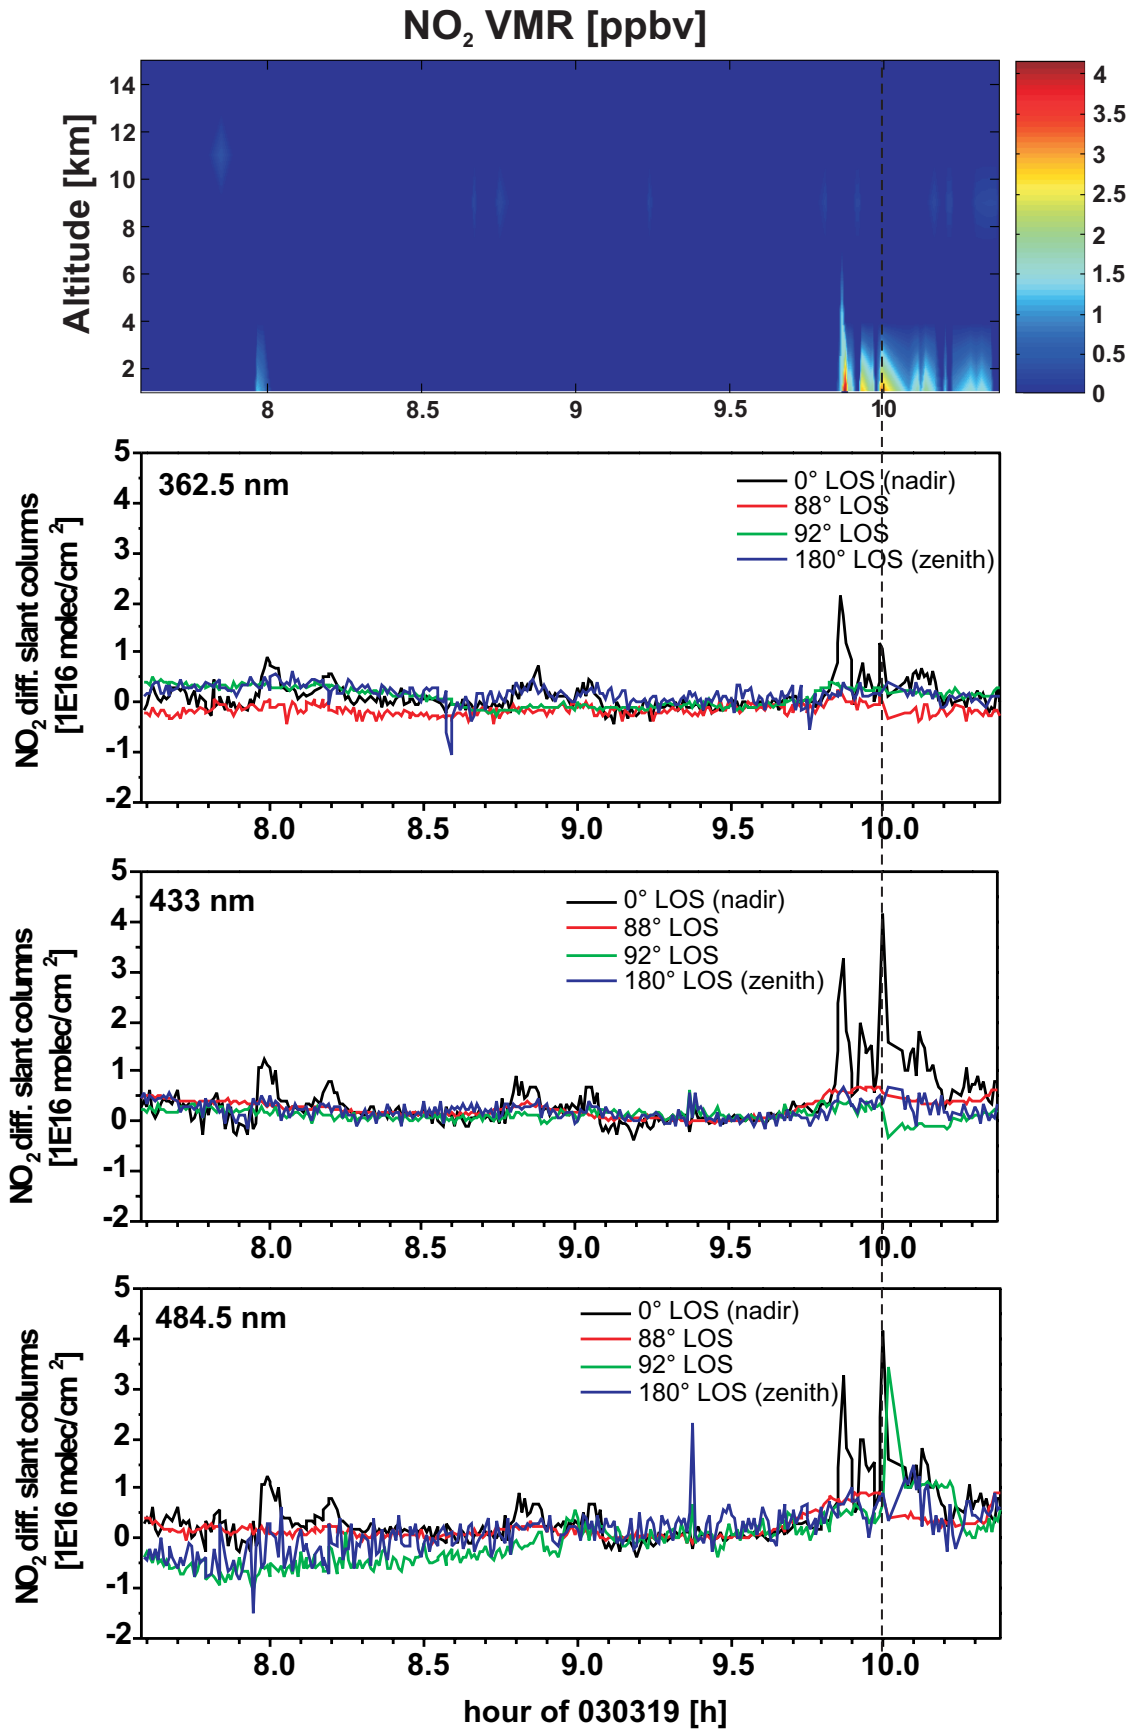 NO2 VMR [ppbv]
Altitude [km]
14
12
10
8
6
4
2
8
8.5
9
9.5
10
4
3.5
3
2.5
2
1.5
1
0.5
0
NO2 diff. slant columns
[1E16 molec/cm 2]
362.5 nm
0° LOS (nadir)
88° LOS
92° LOS
180° LOS (zenith)
5
4
3
2
1
0
-1
-2
8.0
8.5
9.0
9.5
10.0
NO2 diff. slant columns
[1E16 molec/cm 2]
433 nm
0° LOS (nadir)
88° LOS
92° LOS
180° LOS (zenith)
5
4
3
2
1
0
-1
-2
8.0
8.5
9.0
9.5
10.0
NO2 diff. slant columns
[1E16 molec/cm 2]
484.5 nm
0° LOS (nadir)
88° LOS
92° LOS
180° LOS (zenith)
5
4
3
2
1
0
-1
-2
8.0
8.5
9.0
9.5
10.0
hour of 030319 [h]